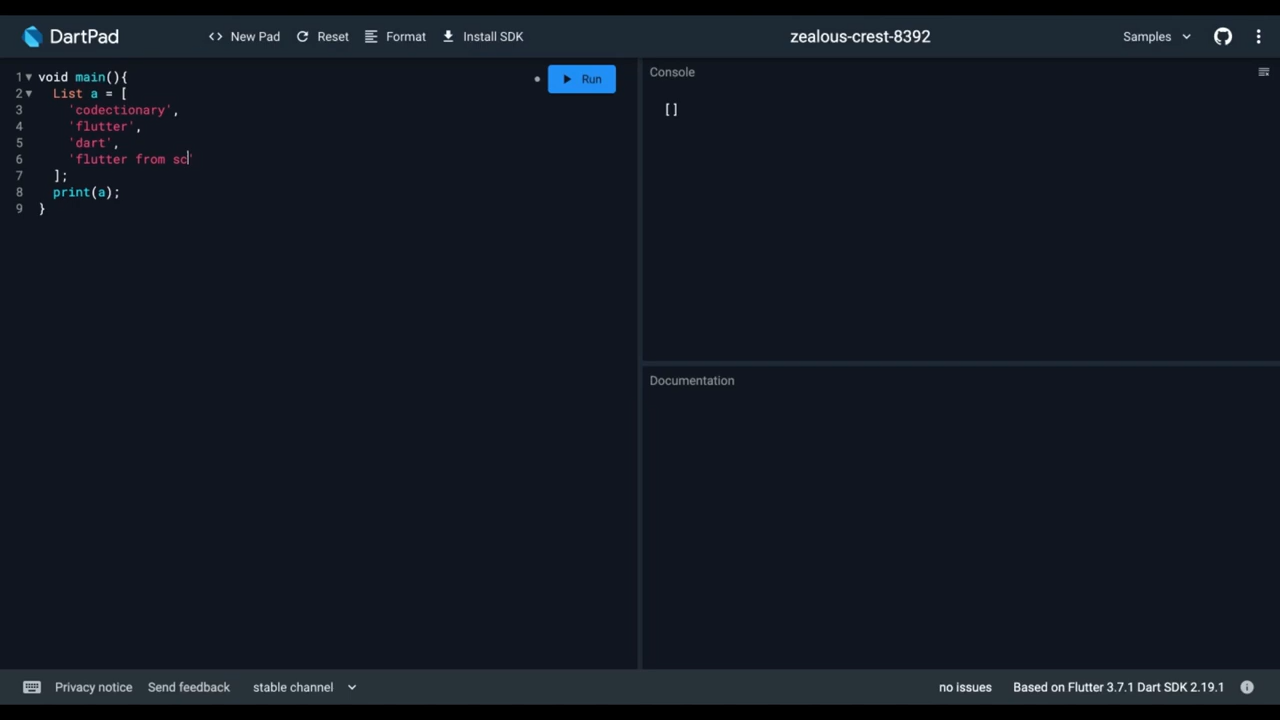 DartPad
New Pad
Reset
Format
Install SDK
zealous-crest-8392
Samples
1 void main(){
2   List a = [
3     'codectionary',
4     'flutter',
5     'dart',
6     'flutter from sc'
7   ];
8   print(a);
9 }
Run
Console
[]
Documentation
Privacy notice
Send feedback
stable channel
no issues
Based on Flutter 3.7.1 Dart SDK 2.19.1